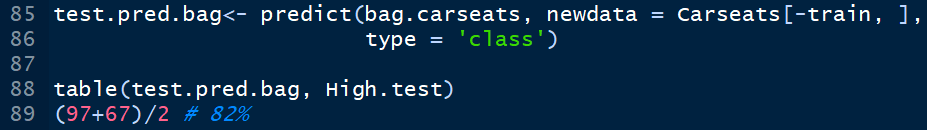 85 test.pred.bag<- predict(bag.carseats, newdata = Carseats[-train, ],
86                         type = 'class')
87
88 table(test.pred.bag, High.test)
89 (97+67)/2 # 82%